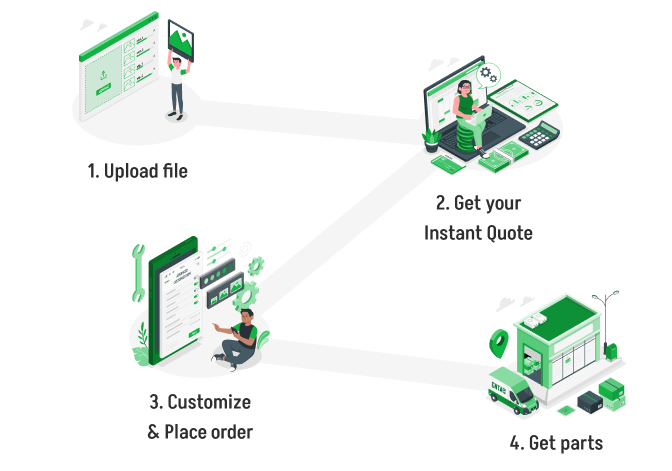 1. Upload file
2. Get your
Instant Quote
3. Customize
& Place order
4. Get parts